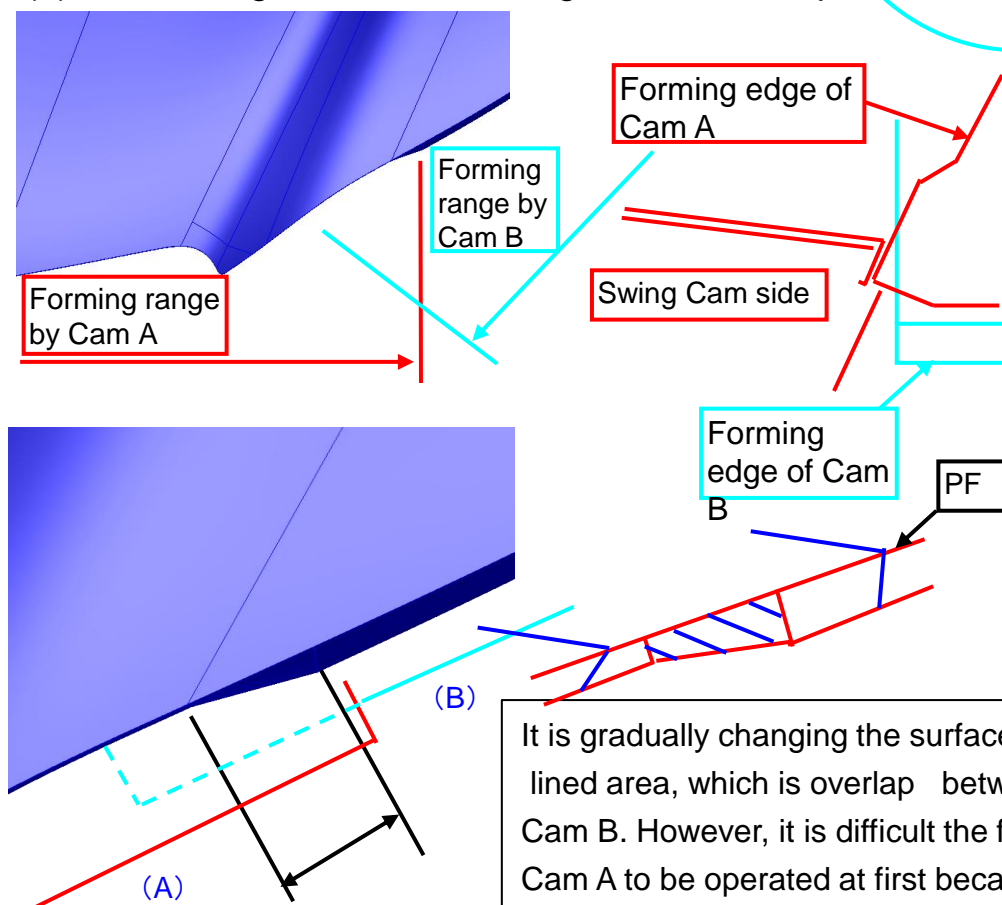 Forming edge of
Cam A
Forming
range by
Cam B
Forming range
by Cam A
Swing Cam side
Forming
edge of Cam
B
PF
(B)
(A)
It is gradually changing the surface
lined area, which is overlap betw
Cam B. However, it is difficult the f
Cam A to be operated at first beca